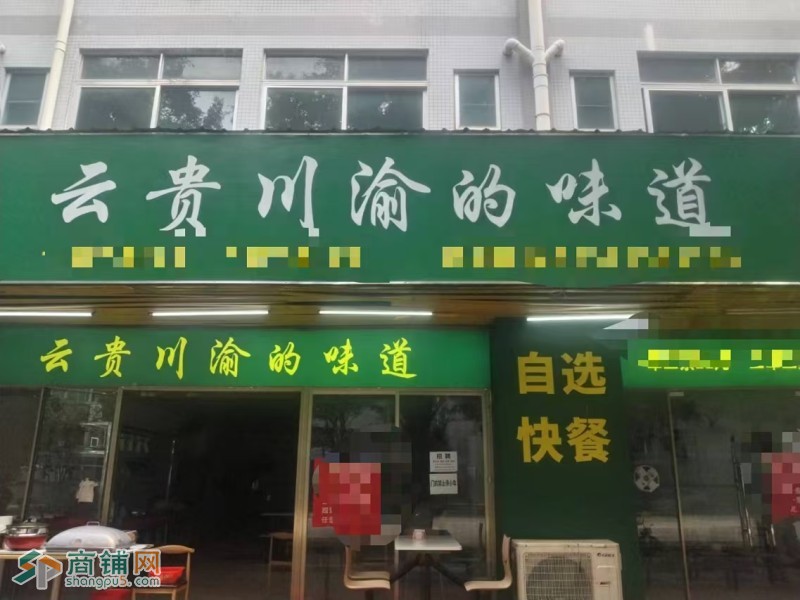 云贵川渝的味道
云贵川渝的味道
自选
快餐
商铺网
shangpu5.com